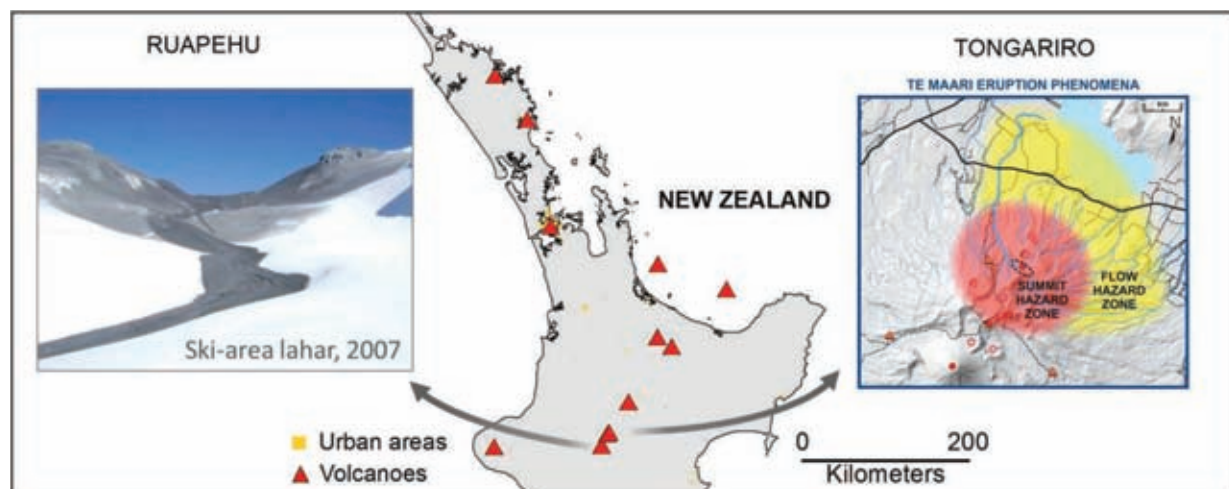 RUAPEHU
Ski-area lahar, 2007
NEW ZEALAND
Urban areas
Volcanoes
0 200
Kilometers
TONGARIRO
TE MAARI ERUPTION PHENOMENA
N
SUMMIT
HAZARD
ZONE
FLOW
HAZARD
ZONE